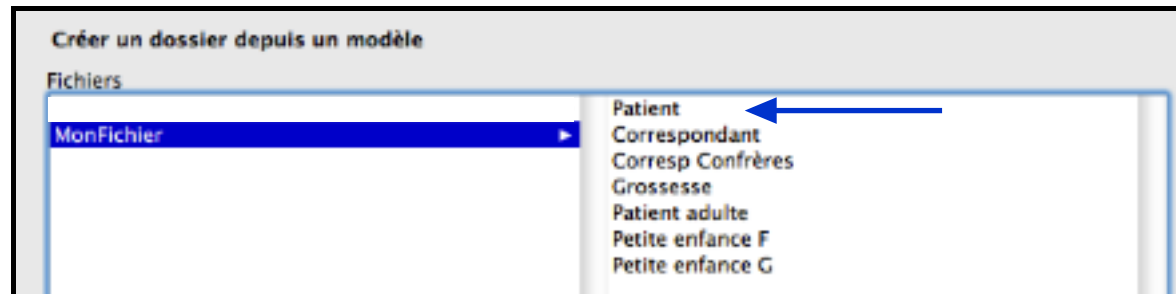 Créer un dossier depuis un modèle
Fichiers
MonFichier
Patient
Correspondant
Corresp Confrères
Grossesse
Patient adulte
Petite enfance F
Petite enfance G